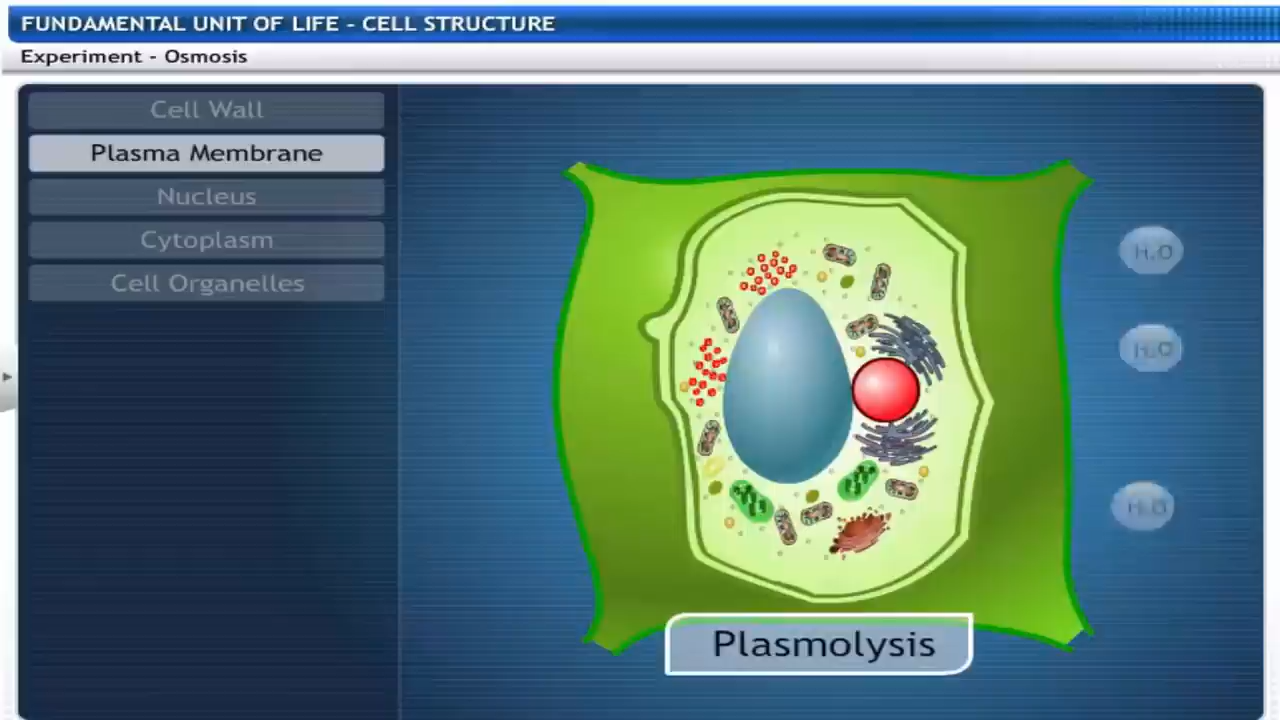 FUNDAMENTAL UNIT OF LIFE - CELL STRUCTURE
Experiment - Osmosis
Cell Wall
Plasma Membrane
Nucleus
Cytoplasm
Cell Organelles
H₂O
H₂O
H₂O
Plasmolysis